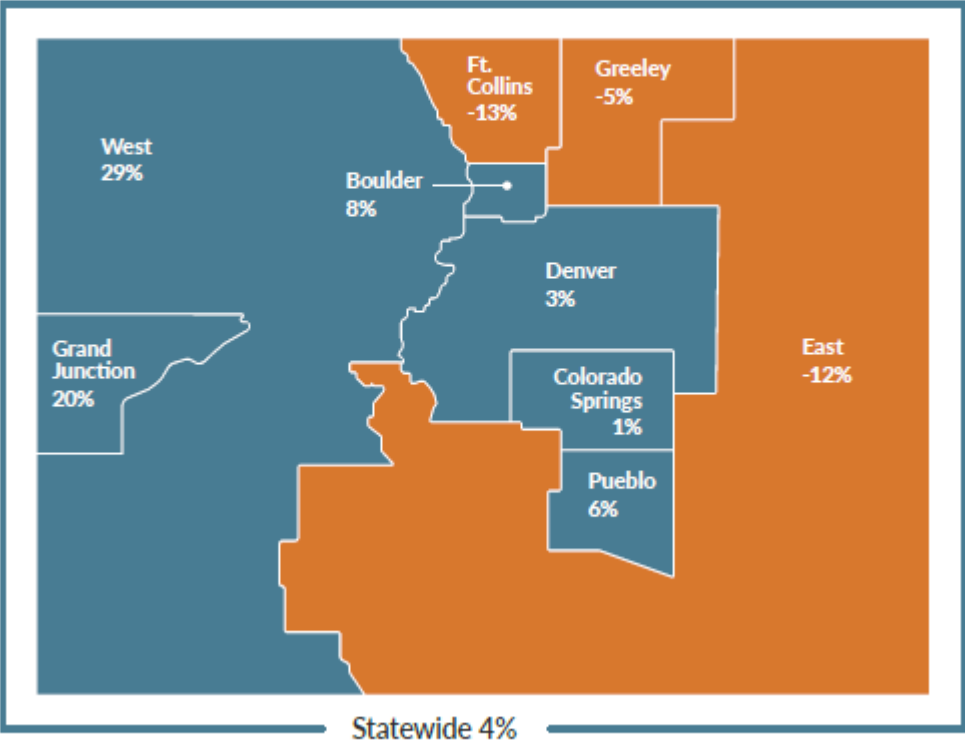 Ft.
Collins
-13%
Greeley
-5%
West
29%
Boulder
8%
Denver
3%
Grand
Junction
20%
East
-12%
Colorado
Springs
1%
Pueblo
6%
Statewide 4%